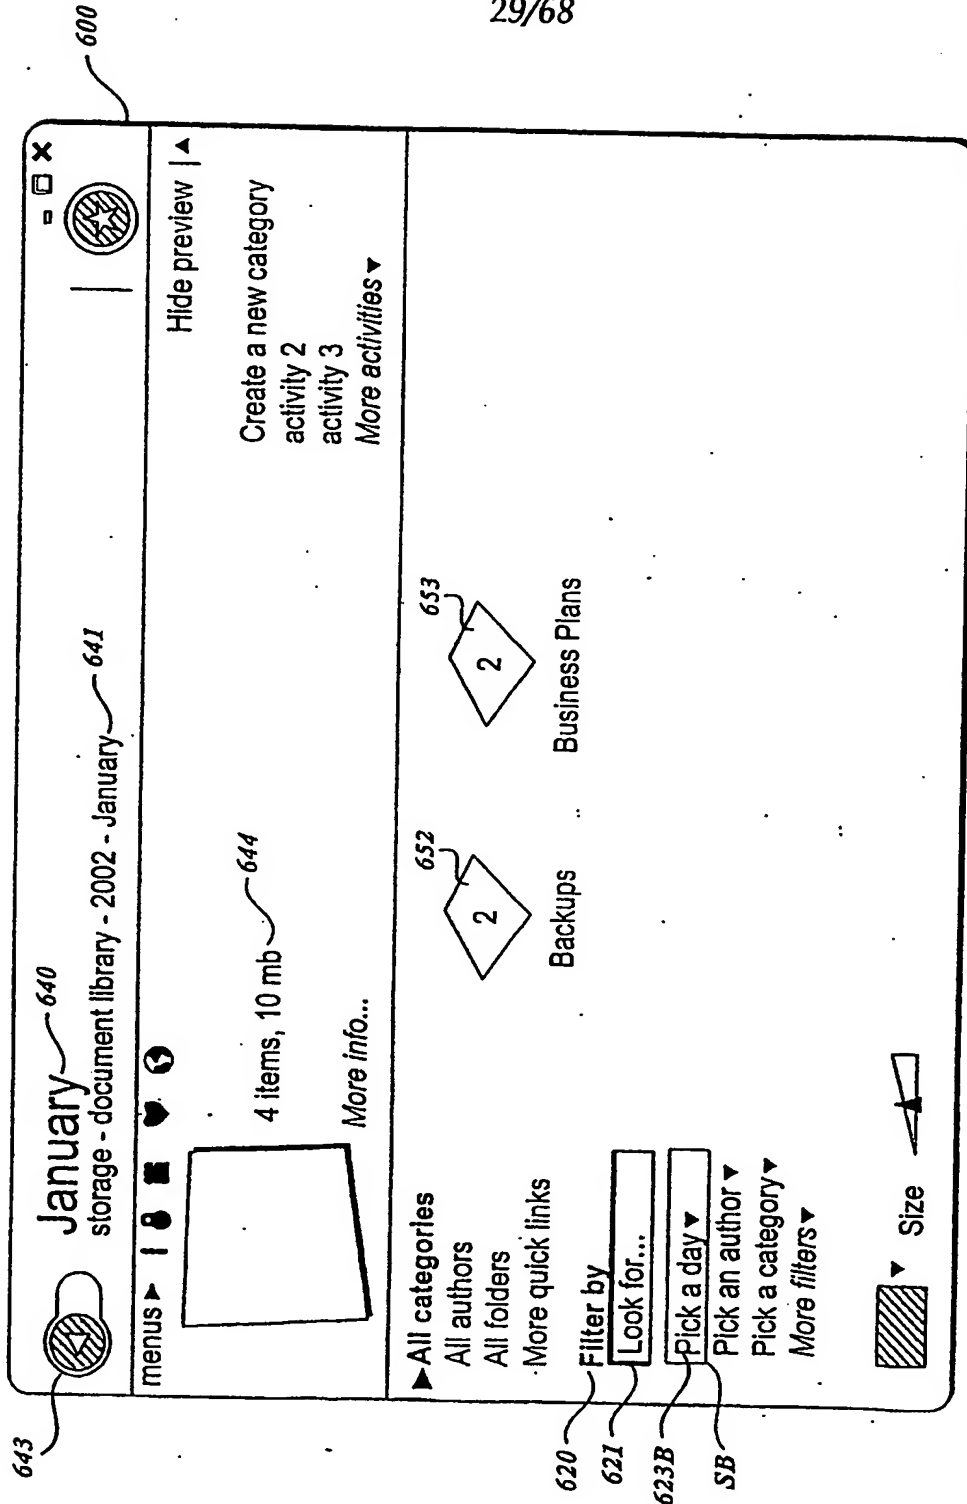 29/68
600
643
January
640
storage - document library - 2002 - January
641
menus
Hide preview
4 items, 10 mb
644
More info...
Create a new category
activity 2
activity 3
More activities
All categories
All authors
All folders
More quick links
620
Filter by
621
Look for...
623B
Pick a day
SB
Pick an author
Pick a category
More filters
Size
652
2
Backups
653
2
Business Plans